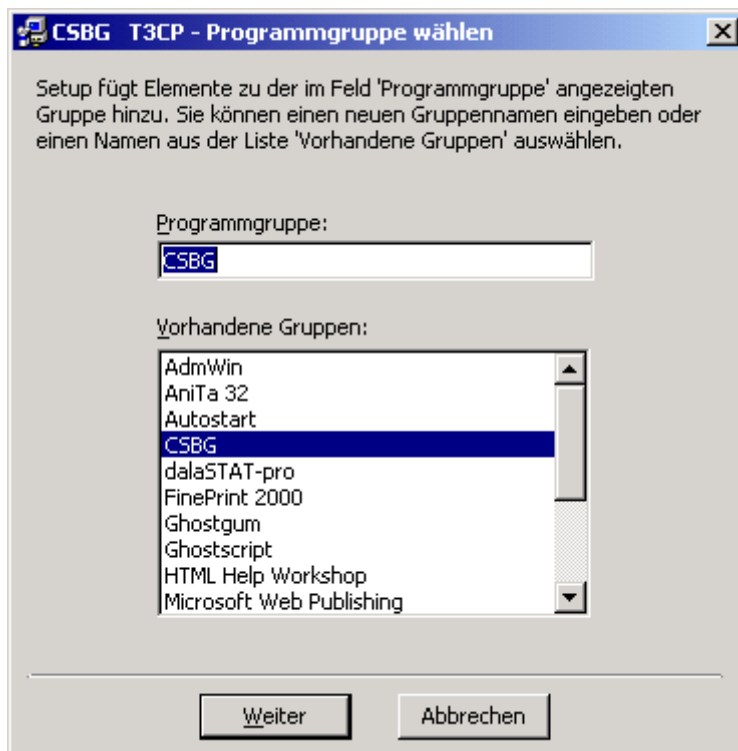 CSBG T3CP - Programmgruppe wählen
Setup fügt Elemente zu der im Feld 'Programmgruppe' angezeigten
Gruppe hinzu. Sie können einen neuen Gruppennamen eingeben oder
einen Namen aus der Liste 'Vorhandene Gruppen' auswählen.
Programmgruppe:
CSBG
Vorhandene Gruppen:
AdmWin
AniTa 32
Autostart
CSBG
dalaSTAT-pro
FinePrint 2000
Ghostgum
Ghostscript
HTML Help Workshop
Microsoft Web Publishing
Weiter Abbrechen